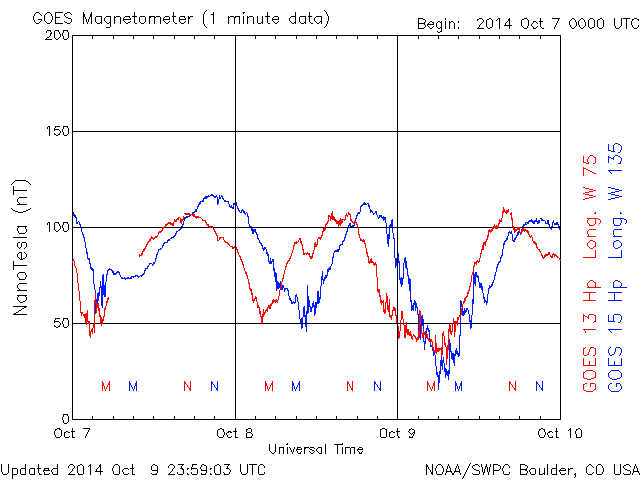 GOES Magnetometer (1 minute data)
Begin: 2014 Oct 7 0000 UTC
200
150
100
50
0
NanoTesla (nT)
M M N N M M N N M M N N
Oct 7 Oct 8 Oct 9 Oct 10
Universal Time
GOES 13 Hp Long. W 75
GOES 15 Hp Long. W 135
Updated 2014 Oct 9 23:59:03 UTC
NOAA/SWPC Boulder, CO USA